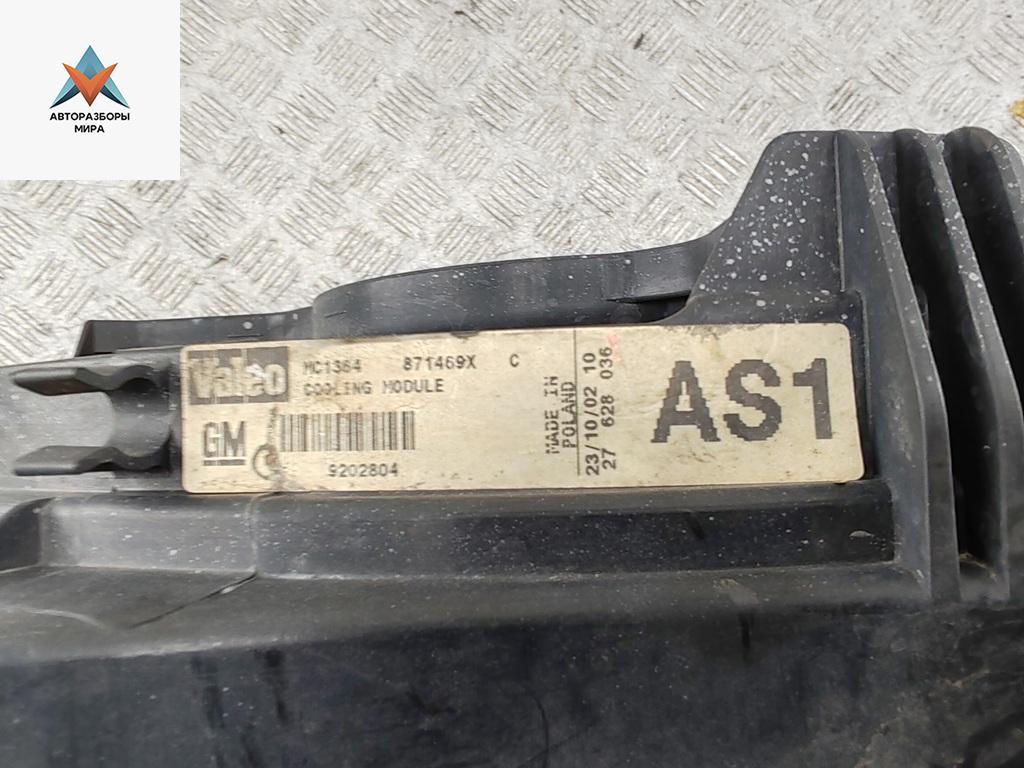 АВТОРАЗБОРЫ
МИРА
Valeo
MC1364 871469X C
COOLING MODULE
GM
9202804
MADE IN
POLAND
23/10/02 10
27 628 036
AS1